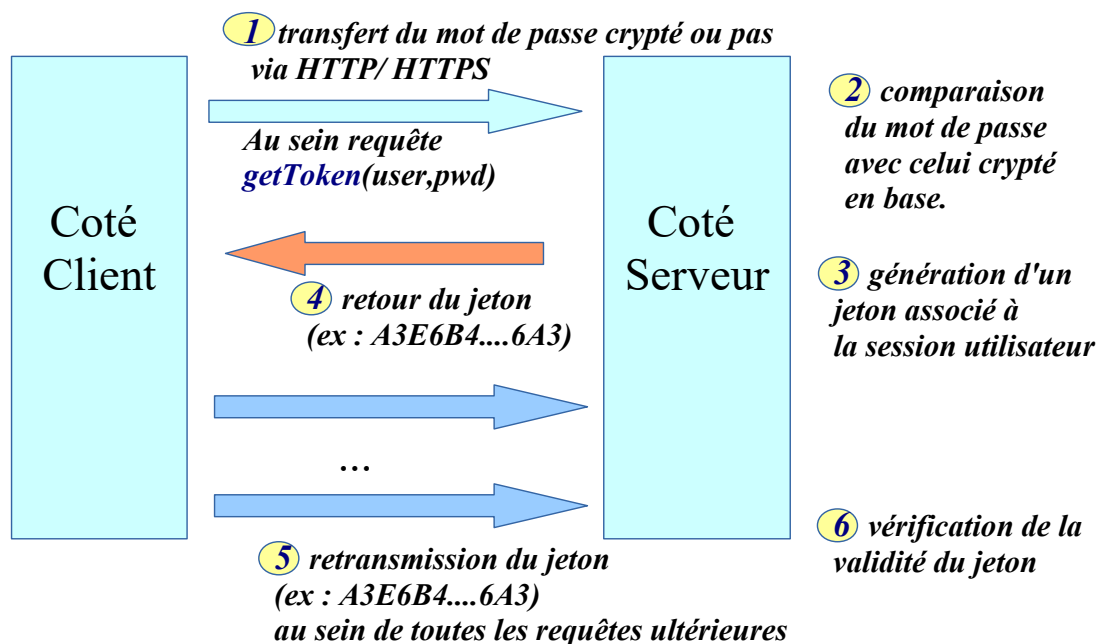 1 transfert du mot de passe crypté ou pas
via HTTP/ HTTPS
Au sein requête
getToken(user,pwd)
2 comparaison
du mot de passe
avec celui crypté
en base.
Coté
Client
Coté
Serveur
3 génération d'un
jeton associé à
la session utilisateur
4 retour du jeton
(ex : A3E6B4....6A3)
…
5 retransmission du jeton
(ex : A3E6B4....6A3)
au sein de toutes les requêtes ultérieures
6 vérification de la
validité du jeton